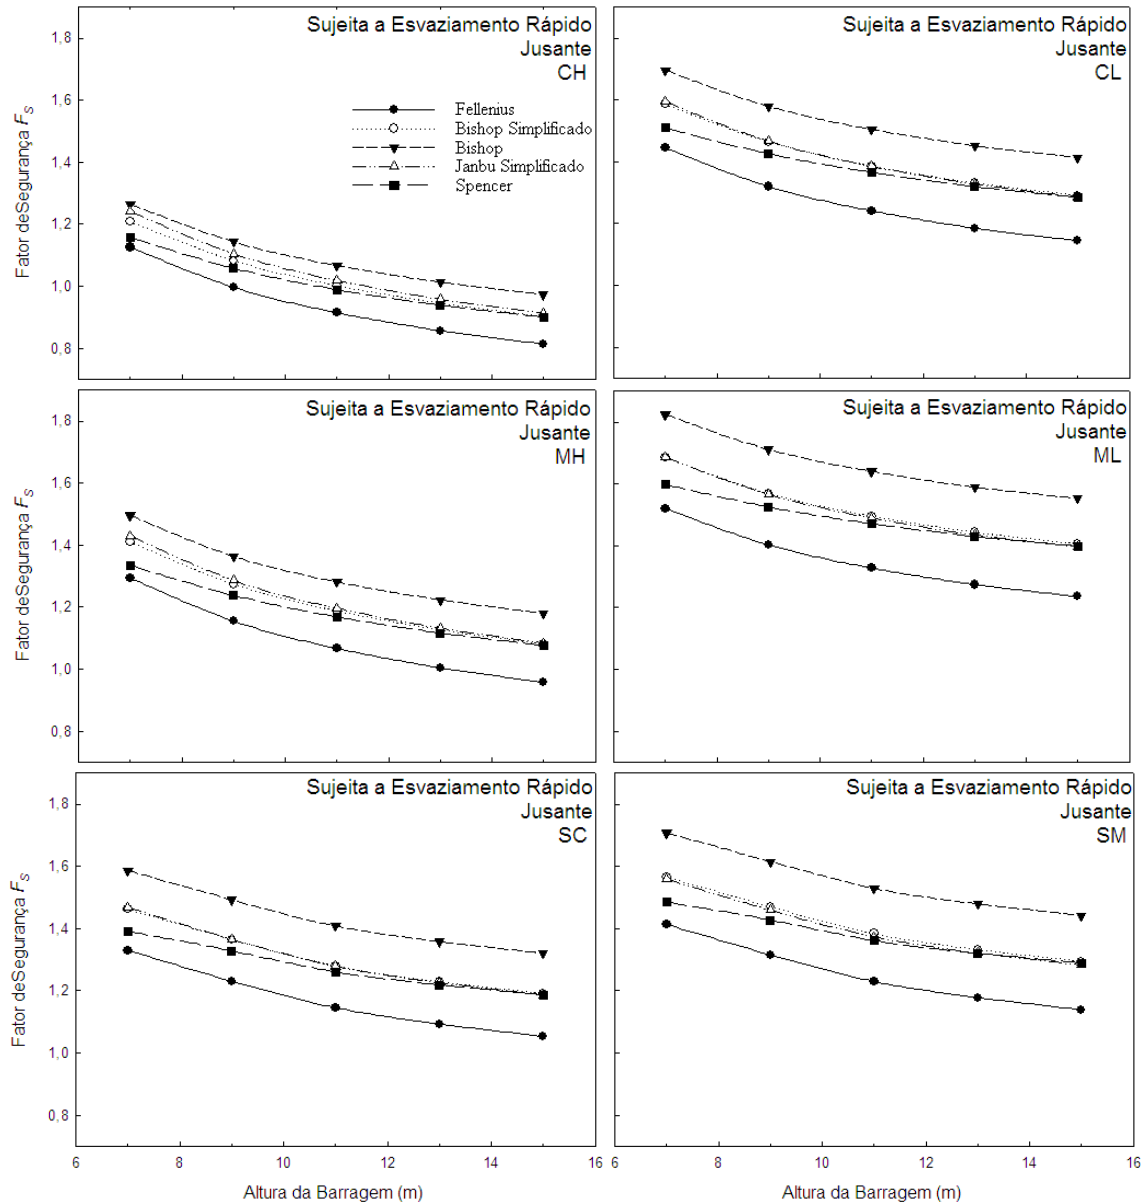 Sujeita a Esvaziamento Rápido
Jusante
CH
1,8
1,6
1,4
1,2
1,0
0,8
Fator deSegurança Fs
Fellenius
Bishop Simplificado
Bishop
Janbu Simplificado
Spencer
Sujeita a Esvaziamento Rápido
Jusante
CL
Sujeita a Esvaziamento Rápido
Jusante
MH
1,8
1,6
1,4
1,2
1,0
0,8
Fator deSegurança Fs
Sujeita a Esvaziamento Rápido
Jusante
ML
Sujeita a Esvaziamento Rápido
Jusante
SC
1,8
1,6
1,4
1,2
1,0
0,8
Fator deSegurança Fs
6 8 10 12 14 16
Altura da Barragem (m)
Sujeita a Esvaziamento Rápido
Jusante
SM
6 8 10 12 14 16
Altura da Barragem (m)